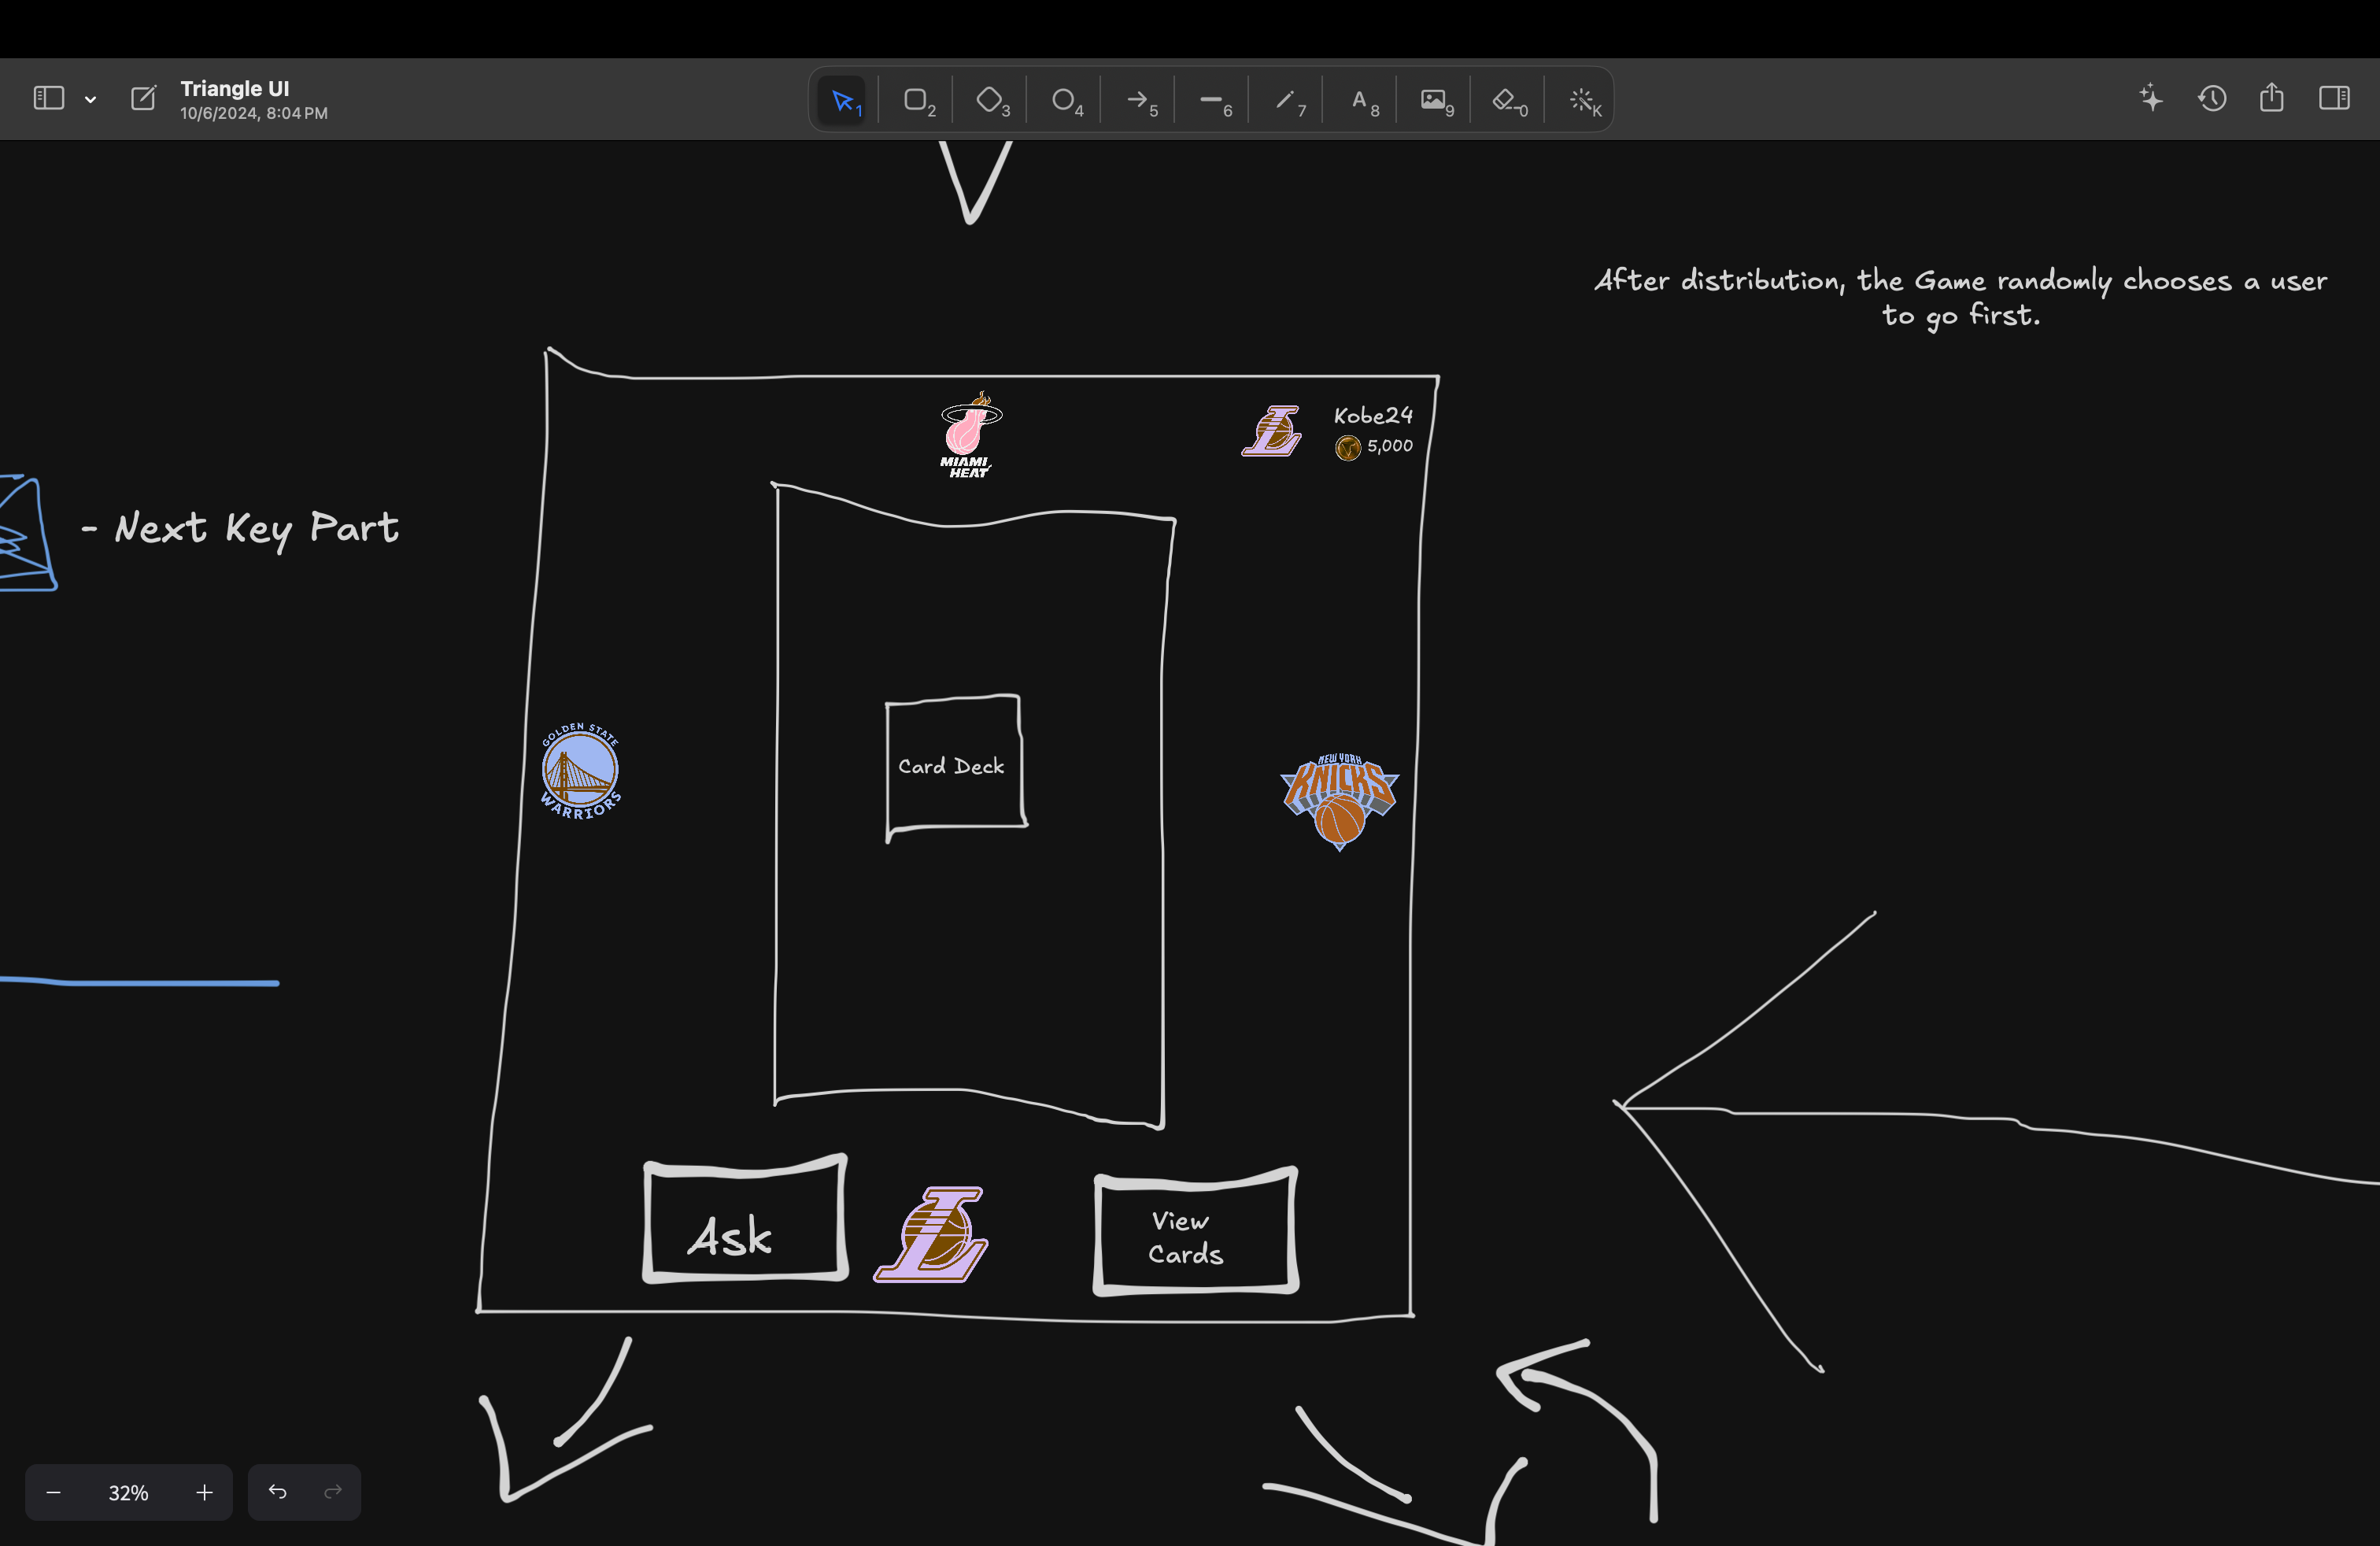 Triangle UI
10/6/2024, 8:04 PM
1
2
3
4
5
6
7
A 8
9
0
K
After distribution, the Game randomly chooses a user
to go first.
MIAMI
HEAT
Kobe24
5,000
- Next Key Part
GOLDEN STATE
WARRIORS
Card Deck
NEW YORK
KNICKS
Ask
L
View
Cards
32%